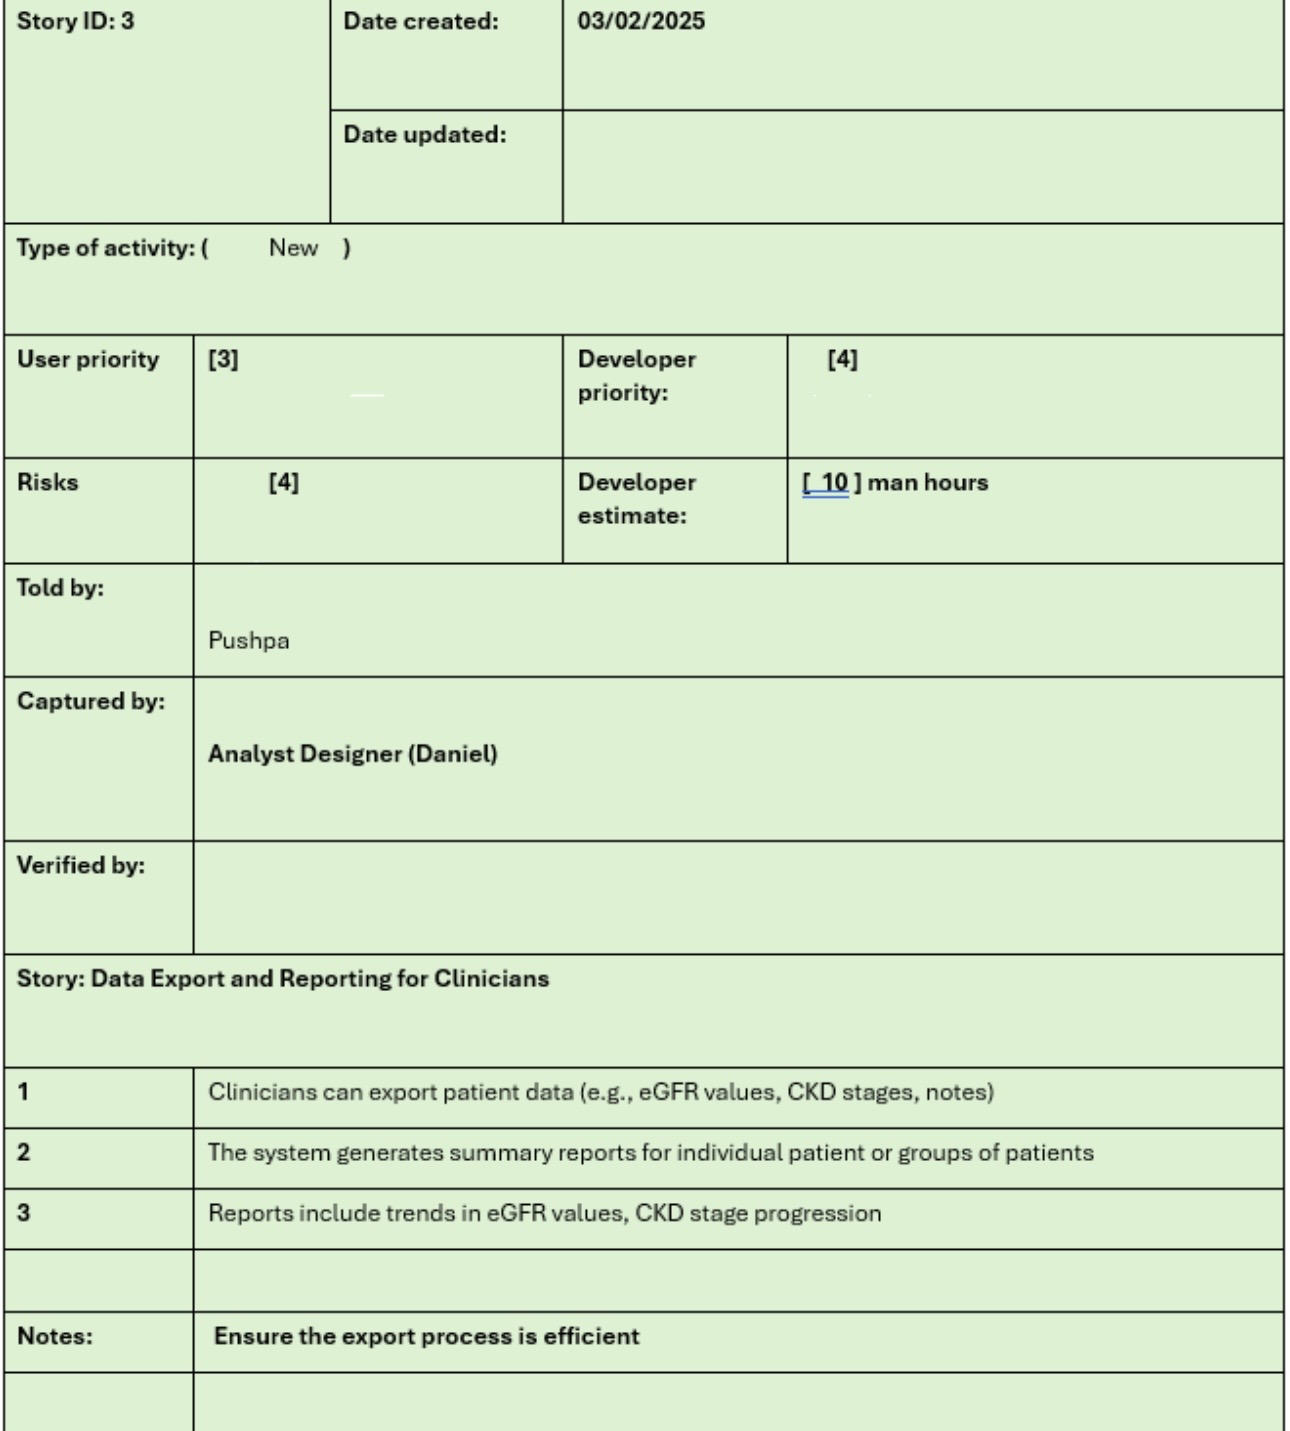 Story ID: 3
Date created:
03/02/2025
Date updated:
Type of activity: ( New )
User priority
[3]
Developer
priority:
[4]
Risks
[4]
Developer
estimate:
[ 10 ] man hours
Told by:
Pushpa
Captured by:
Analyst Designer (Daniel)
Verified by:
Story: Data Export and Reporting for Clinicians
1
Clinicians can export patient data (e.g., eGFR values, CKD stages, notes)
2
The system generates summary reports for individual patient or groups of patients
3
Reports include trends in eGFR values, CKD stage progression
Notes:
Ensure the export process is efficient